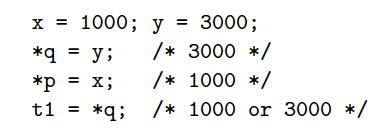 x = 1000; y = 3000;
*q = y;   /* 3000 */
*p = x;   /* 1000 */
t1 = *q;  /* 1000 or 3000 */